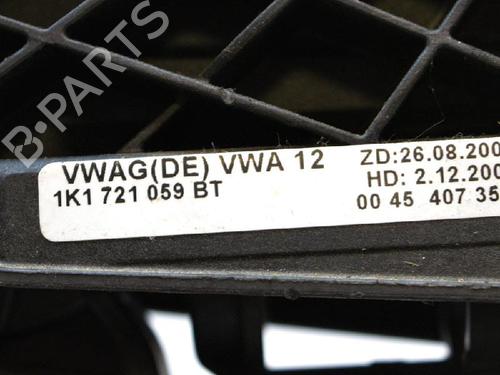 B-PARTS
VWAG(DE) VWA 12
1K1 721 059 BT
ZD:26.08.200
HD: 2.12.200
00 45 407 35